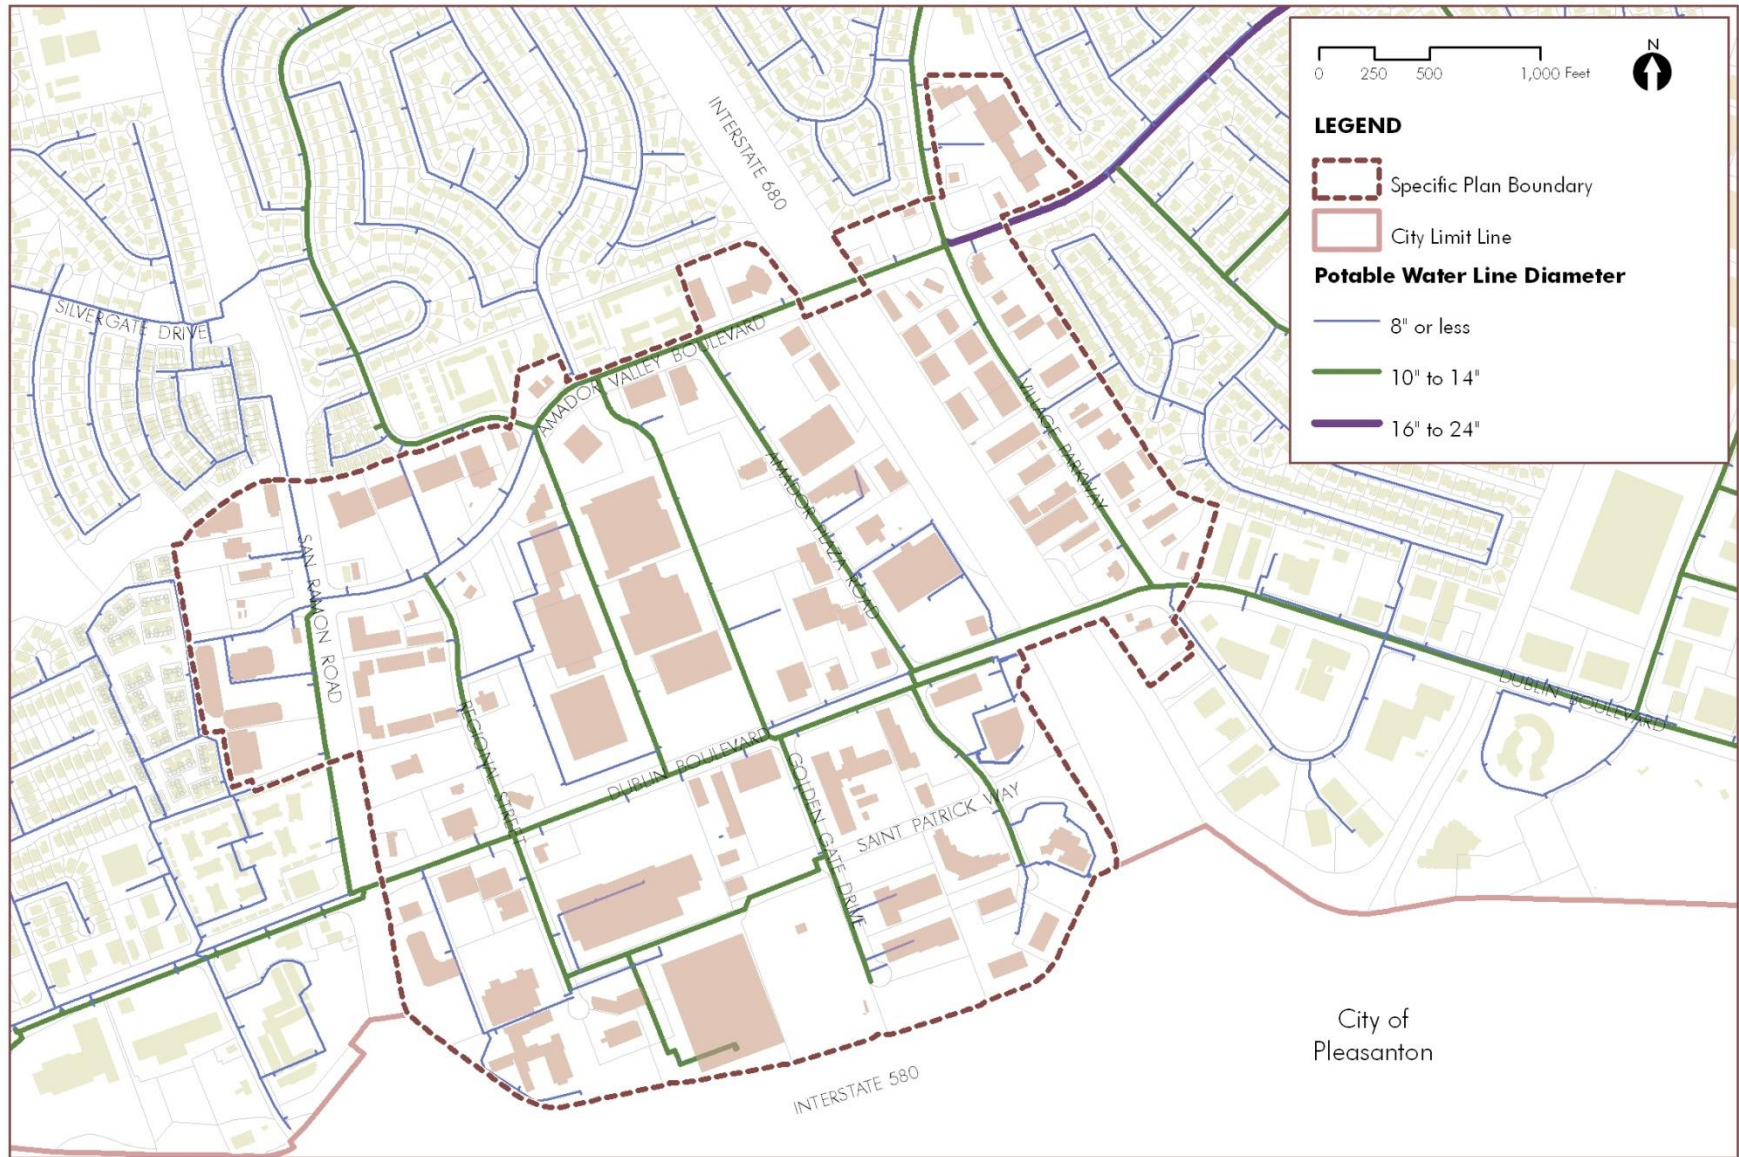 0 250 500 1,000 Feet
N
LEGEND
Specific Plan Boundary
City Limit Line
Potable Water Line Diameter
8" or less
10" to 14"
16" to 24"
INTERSTATE 680
SILVERGATE DRIVE
AMADOR VALLEY BOULEVARD
VILLAGE PARKWAY
AMADOR PLAZA ROAD
SAN RAMON ROAD
REGIONAL STREET
DUBLIN BOULEVARD
GOLDEN GATE DRIVE
SAINT PATRICK WAY
DUBLIN BOULEVARD
City of
Pleasanton
INTERSTATE 580